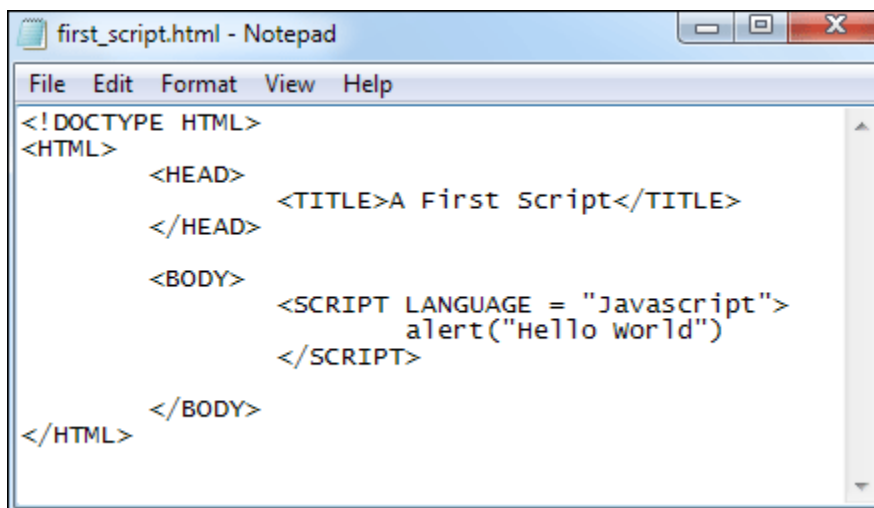 first_script.html - Notepad
File Edit Format View Help
<!DOCTYPE HTML>
<HTML>
<HEAD>
<TITLE>A First Script</TITLE>
</HEAD>
<BODY>
<SCRIPT LANGUAGE = "Javascript">
alert("Hello World")
</SCRIPT>
</BODY>
</HTML>